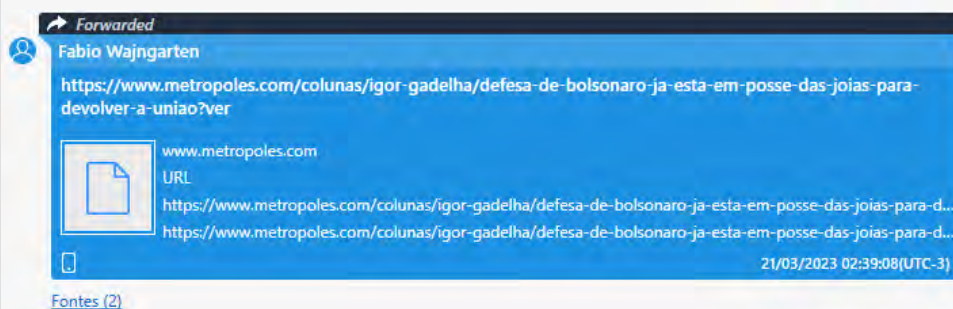 Forwarded
Fabio Wajngarten
https://www.metropoles.com/colunas/igor-gadelha/defesa-de-bolsonaro-ja-esta-em-posse-das-joias-para-
devolver-a-uniao?ver
www.metropoles.com
URL
https://www.metropoles.com/colunas/igor-gadelha/defesa-de-bolsonaro-ja-esta-em-posse-das-joias-para-d...
https://www.metropoles.com/colunas/igor-gadelha/defesa-de-bolsonaro-ja-esta-em-posse-das-joias-para-d...
21/03/2023 02:39:08(UTC-3)
Fontes (2)